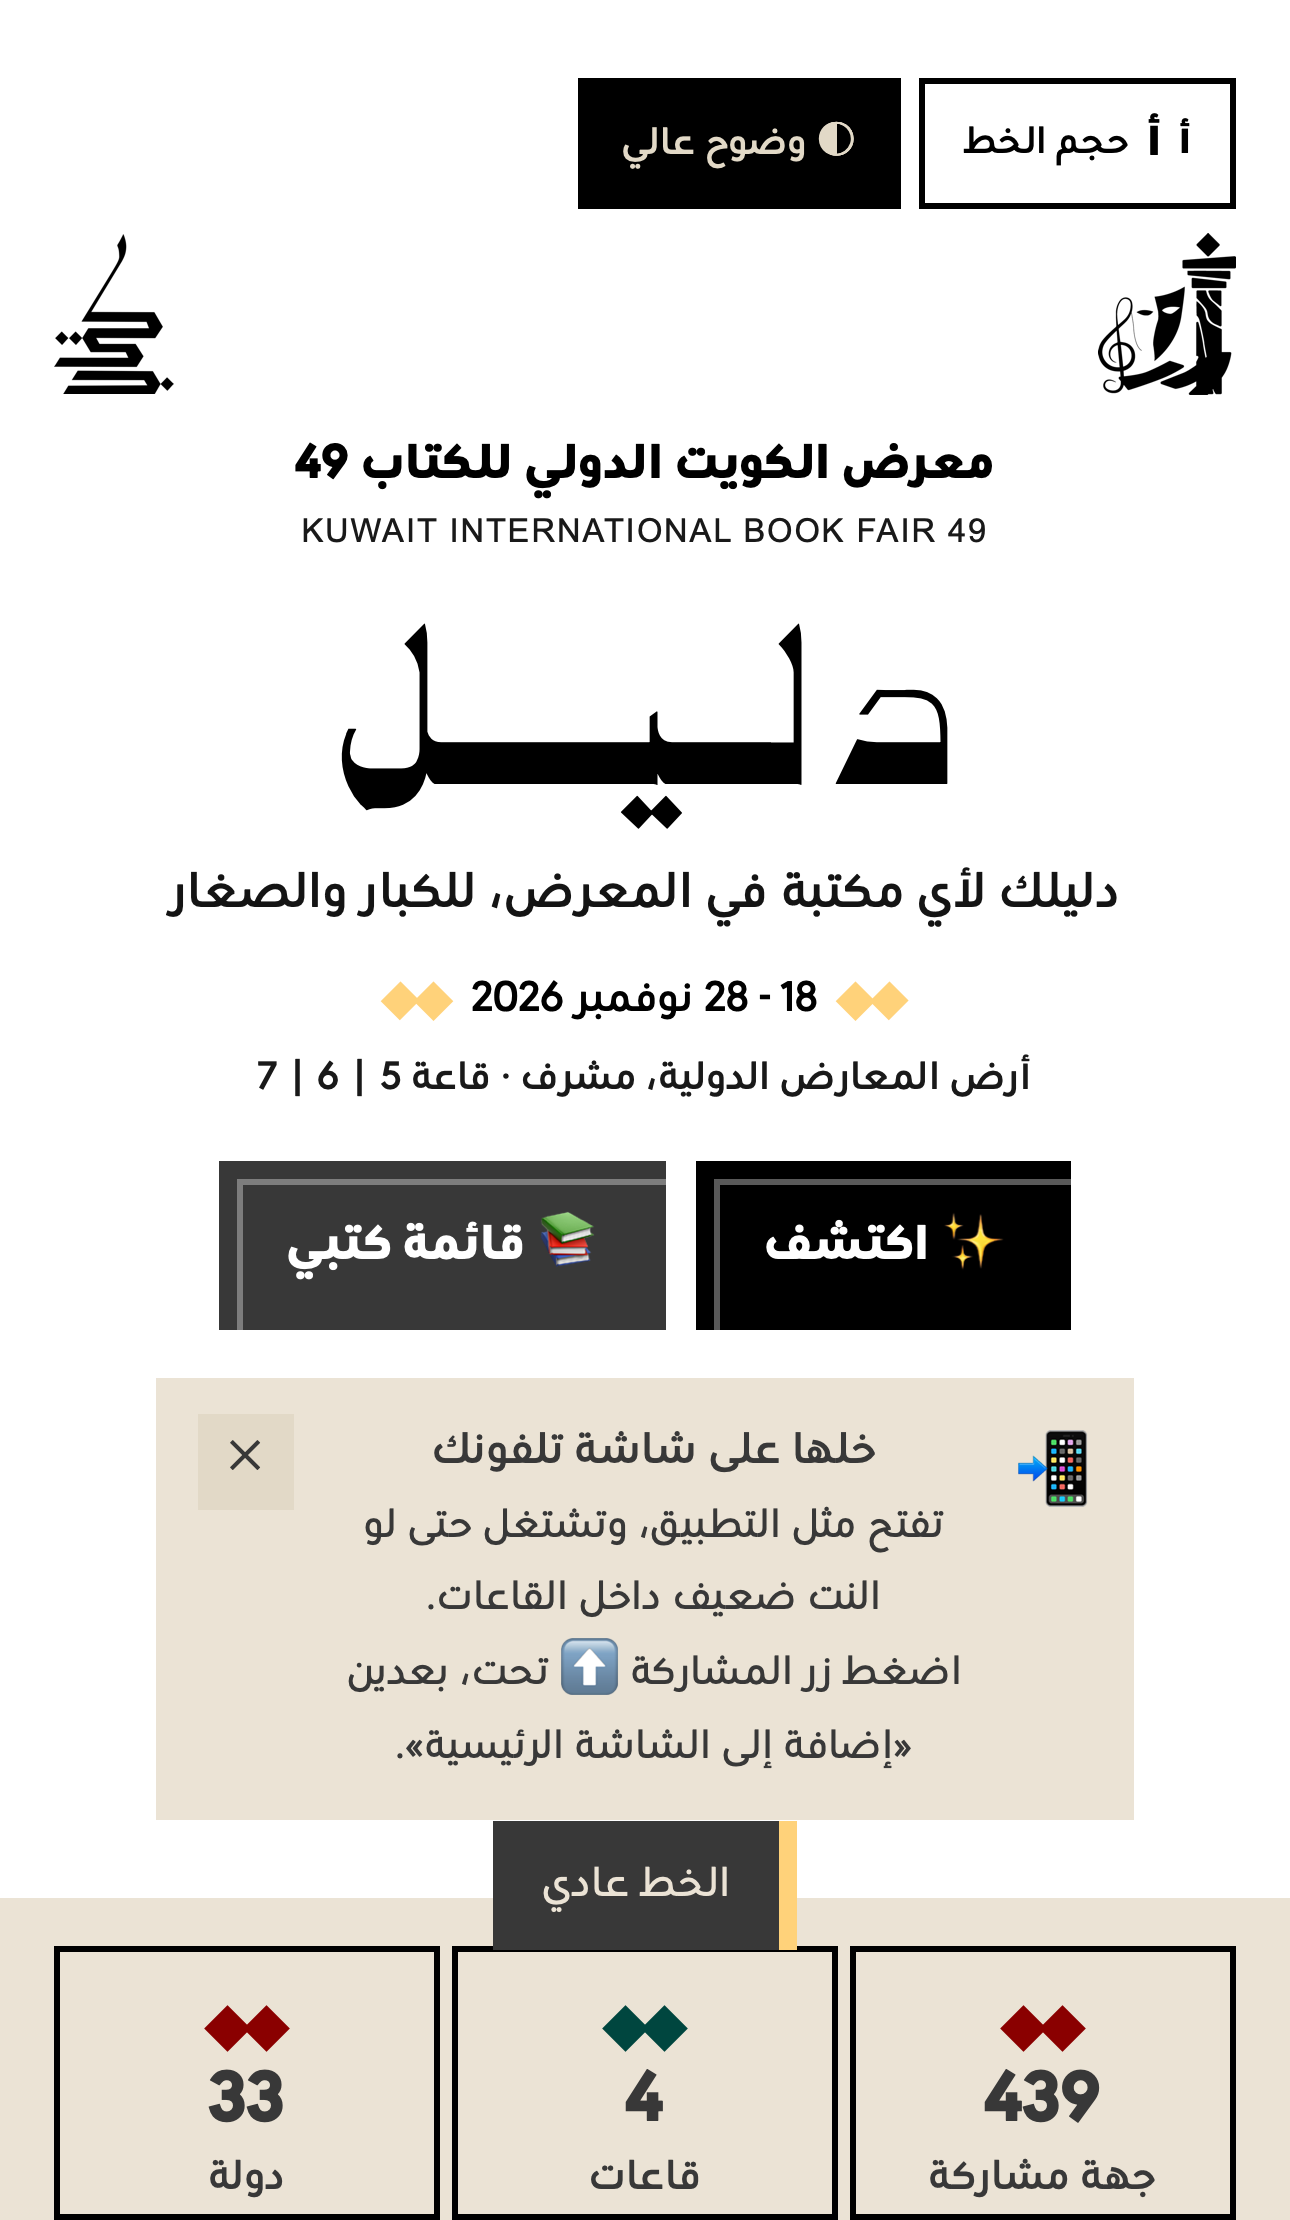 أ أ حجم الخط
وضوح عالي
معرض الكويت الدولي للكتاب 49
KUWAIT INTERNATIONAL BOOK FAIR 49
دليل
دليلك لأي مكتبة في المعرض، للكبار والصغار
18 - 28 نوفمبر 2026
أرض المعارض الدولية، مشرف · قاعة 5 | 6 | 7
✨ اكتشف
📚 قائمة كتبي
خلها على شاشة تلفونك
×
تفتح مثل التطبيق، وتشتغل حتى لو
النت ضعيف داخل القاعات.
اضغط زر المشاركة ⬆️ تحت، بعدين
«إضافة إلى الشاشة الرئيسية».
الخط عادي
439
جهة مشاركة
4
قاعات
33
دولة